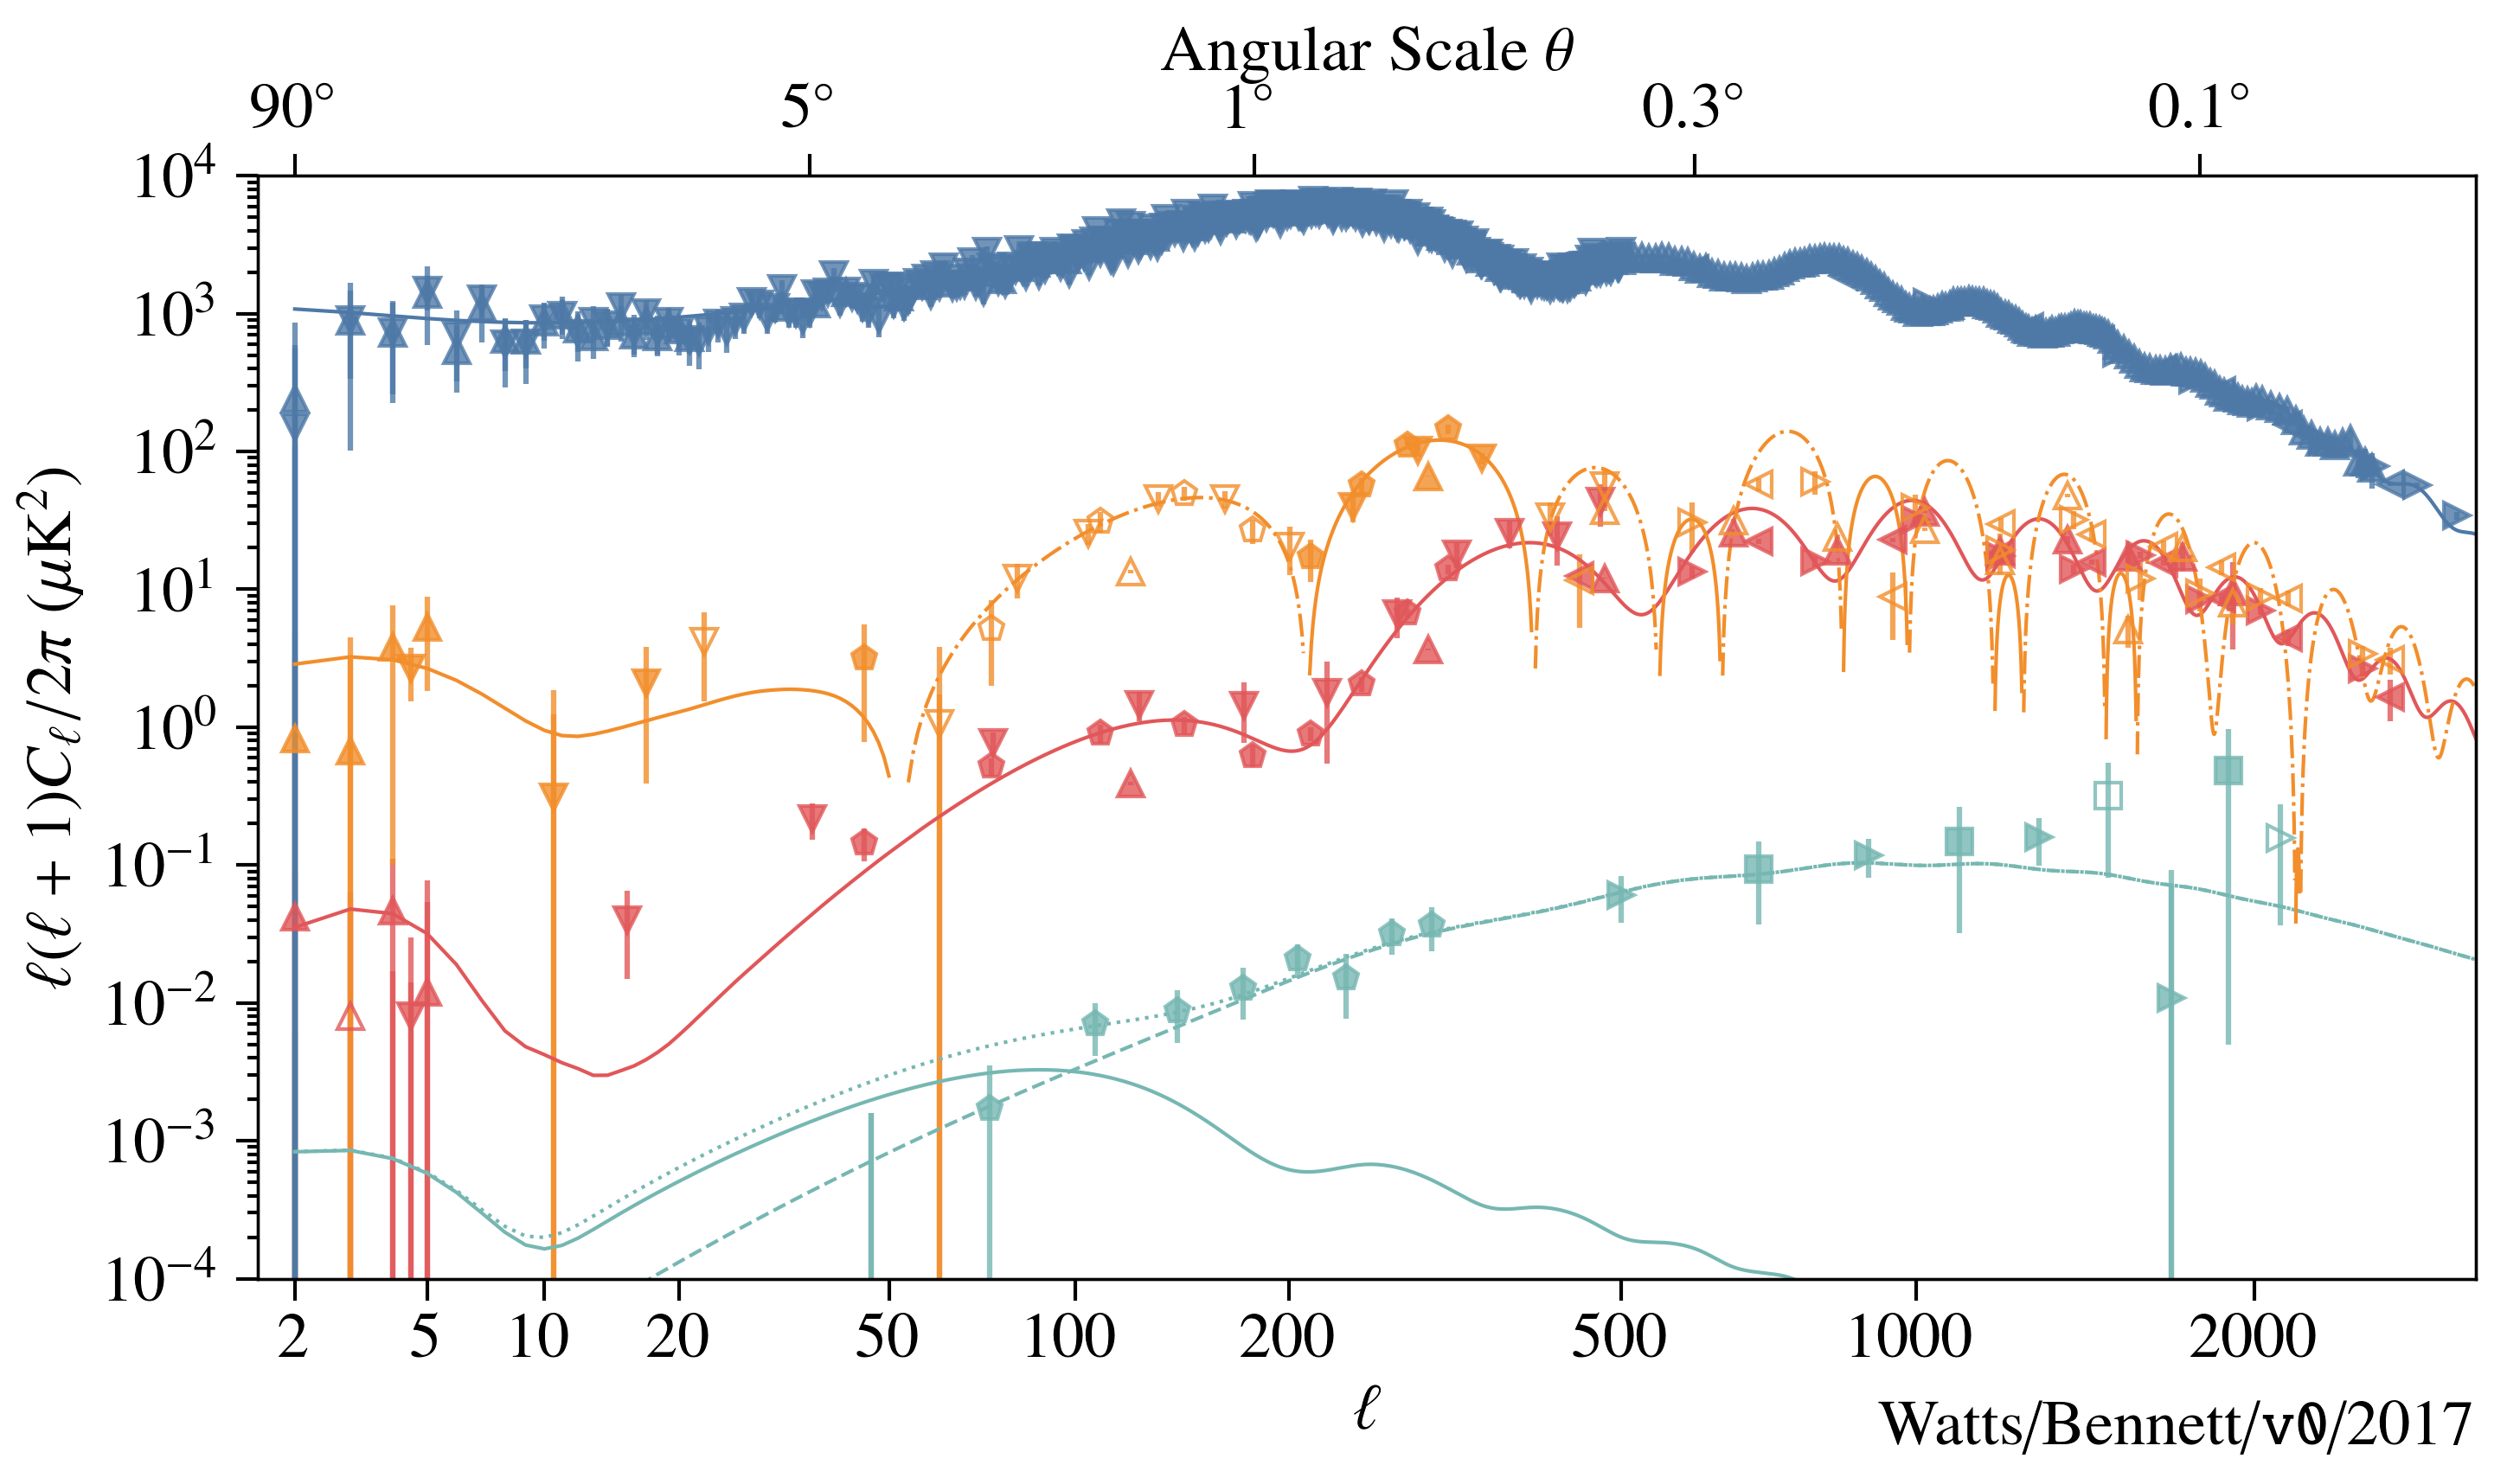 Angular Scale θ
90° 5° 1° 0.3° 0.1°
10⁴
10³
10²
10¹
10⁰
10⁻¹
10⁻²
10⁻³
10⁻⁴
ℓ(ℓ + 1)Cℓ/2π (μK²)
2 5 10 20 50 100 200 500 1000 2000
ℓ
Watts/Bennett/v0/2017